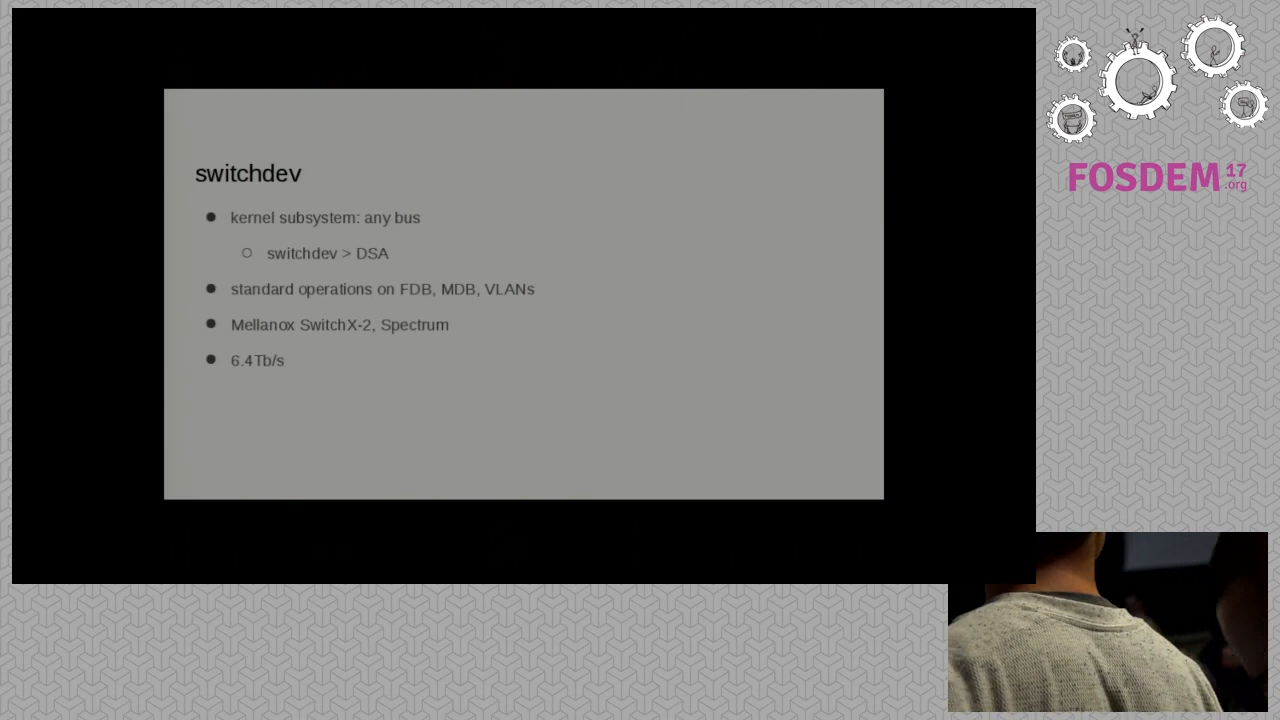 switchdev
kernel subsystem: any bus
switchdev > DSA
standard operations on FDB, MDB, VLANs
Mellanox SwitchX-2, Spectrum
6.4Tb/s
FOSDEM 17
.org